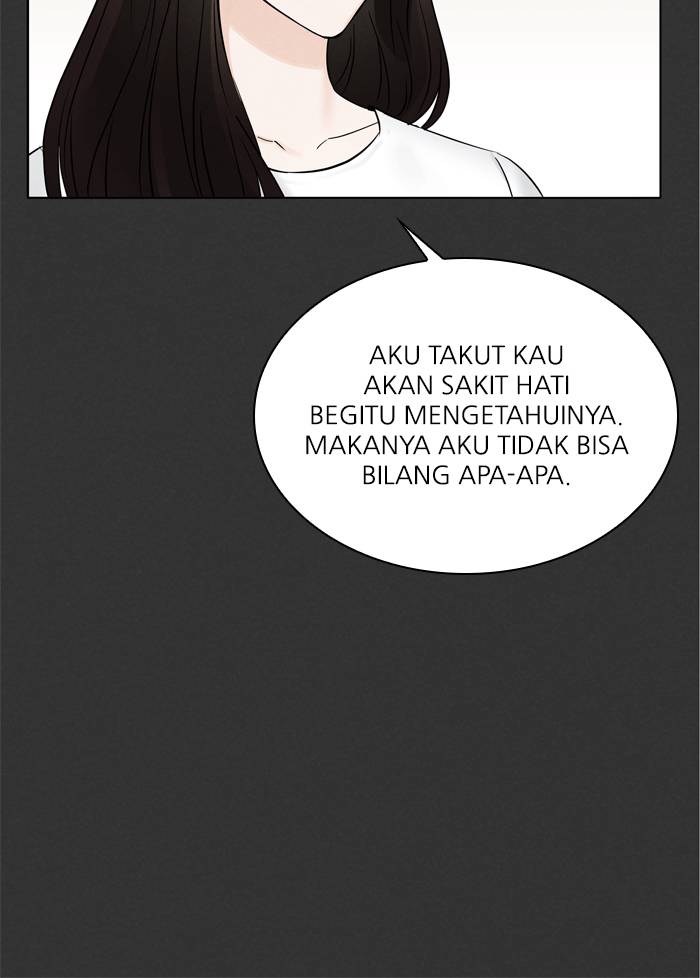 AKU TAKUT KAU
AKAN SAKIT HATI
BEGITU MENGETAHUINYA.
MAKANYA AKU TIDAK BISA
BILANG APA-APA.